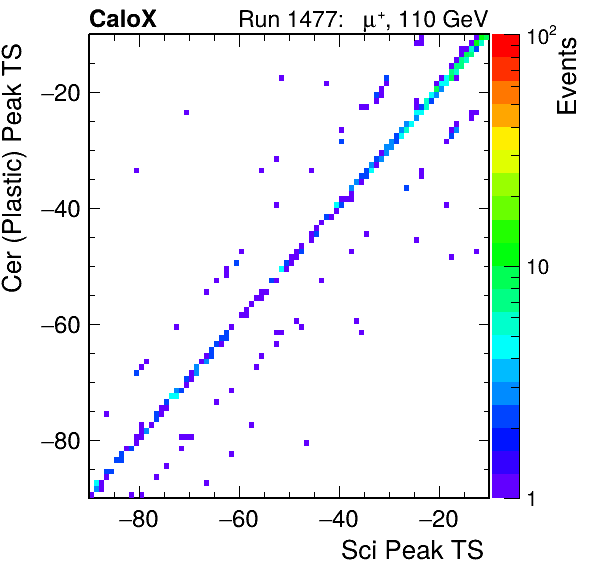 CaloX Run 1477: μ⁺, 110 GeV
Cer (Plastic) Peak TS
−20
−40
−60
−80
−80 −60 −40 −20
Sci Peak TS
10²
10
1
Events